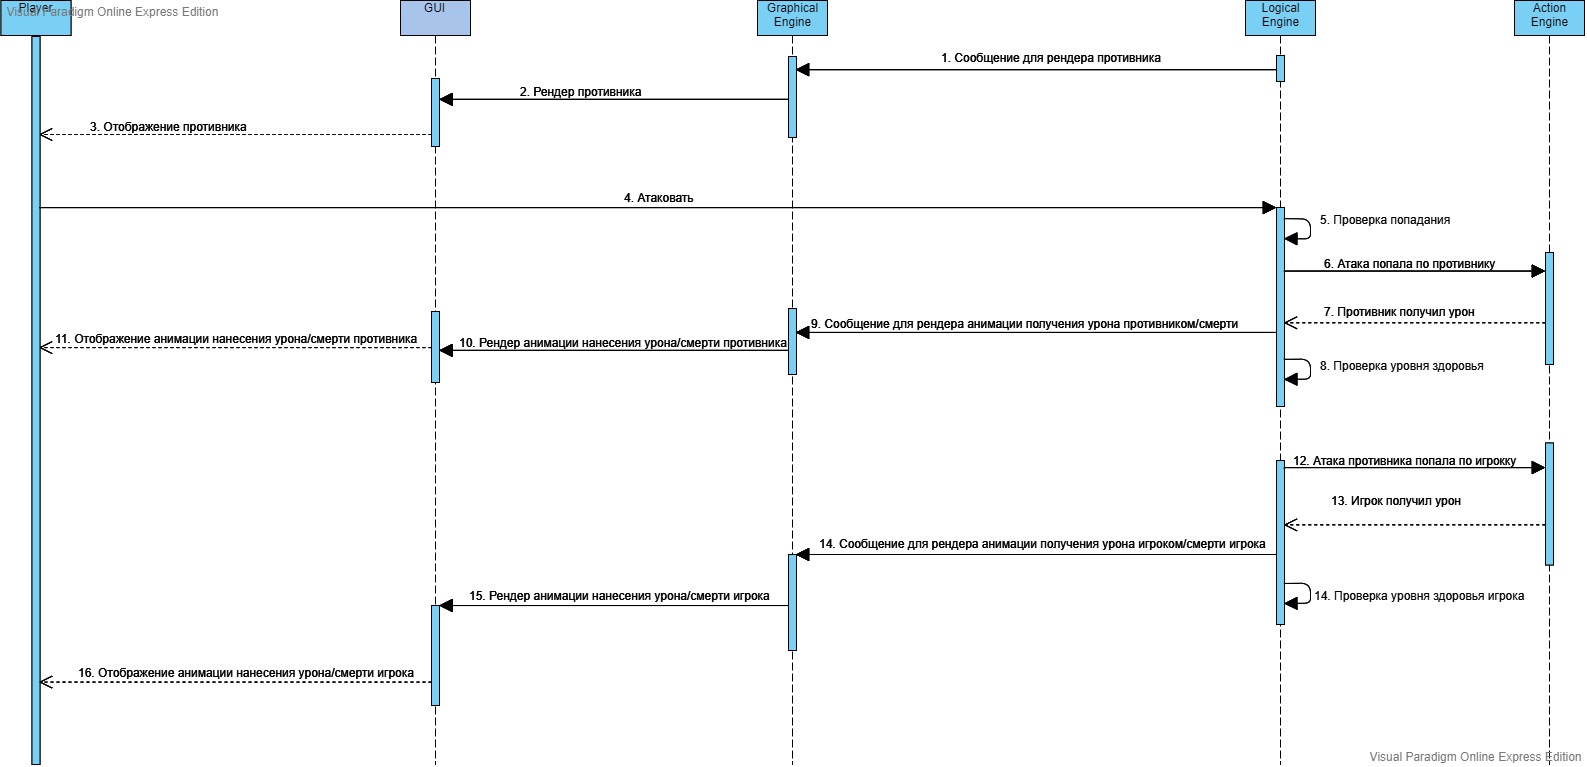 Player
Visual Paradigm Online Express Edition
GUI
Graphical
Engine
Logical
Engine
Action
Engine
1. Сообщение для рендера противника
2. Рендер противника
3. Отображение противника
4. Атаковать
5. Проверка попадания
6. Атака попала по противнику
7. Противник получил урон
9. Сообщение для рендера анимации получения урона противником/смерти
11. Отображение анимации нанесения урона/смерти противника
10. Рендер анимации нанесения урона/смерти противника
8. Проверка уровня здоровья
12. Атака противника попала по игрокку
13. Игрок получил урон
14. Сообщение для рендера анимации получения урона игроком/смерти игрока
15. Рендер анимации нанесения урона/смерти игрока
14. Проверка уровня здоровья игрока
16. Отображение анимации нанесения урона/смерти игрока
Visual Paradigm Online Express Edition